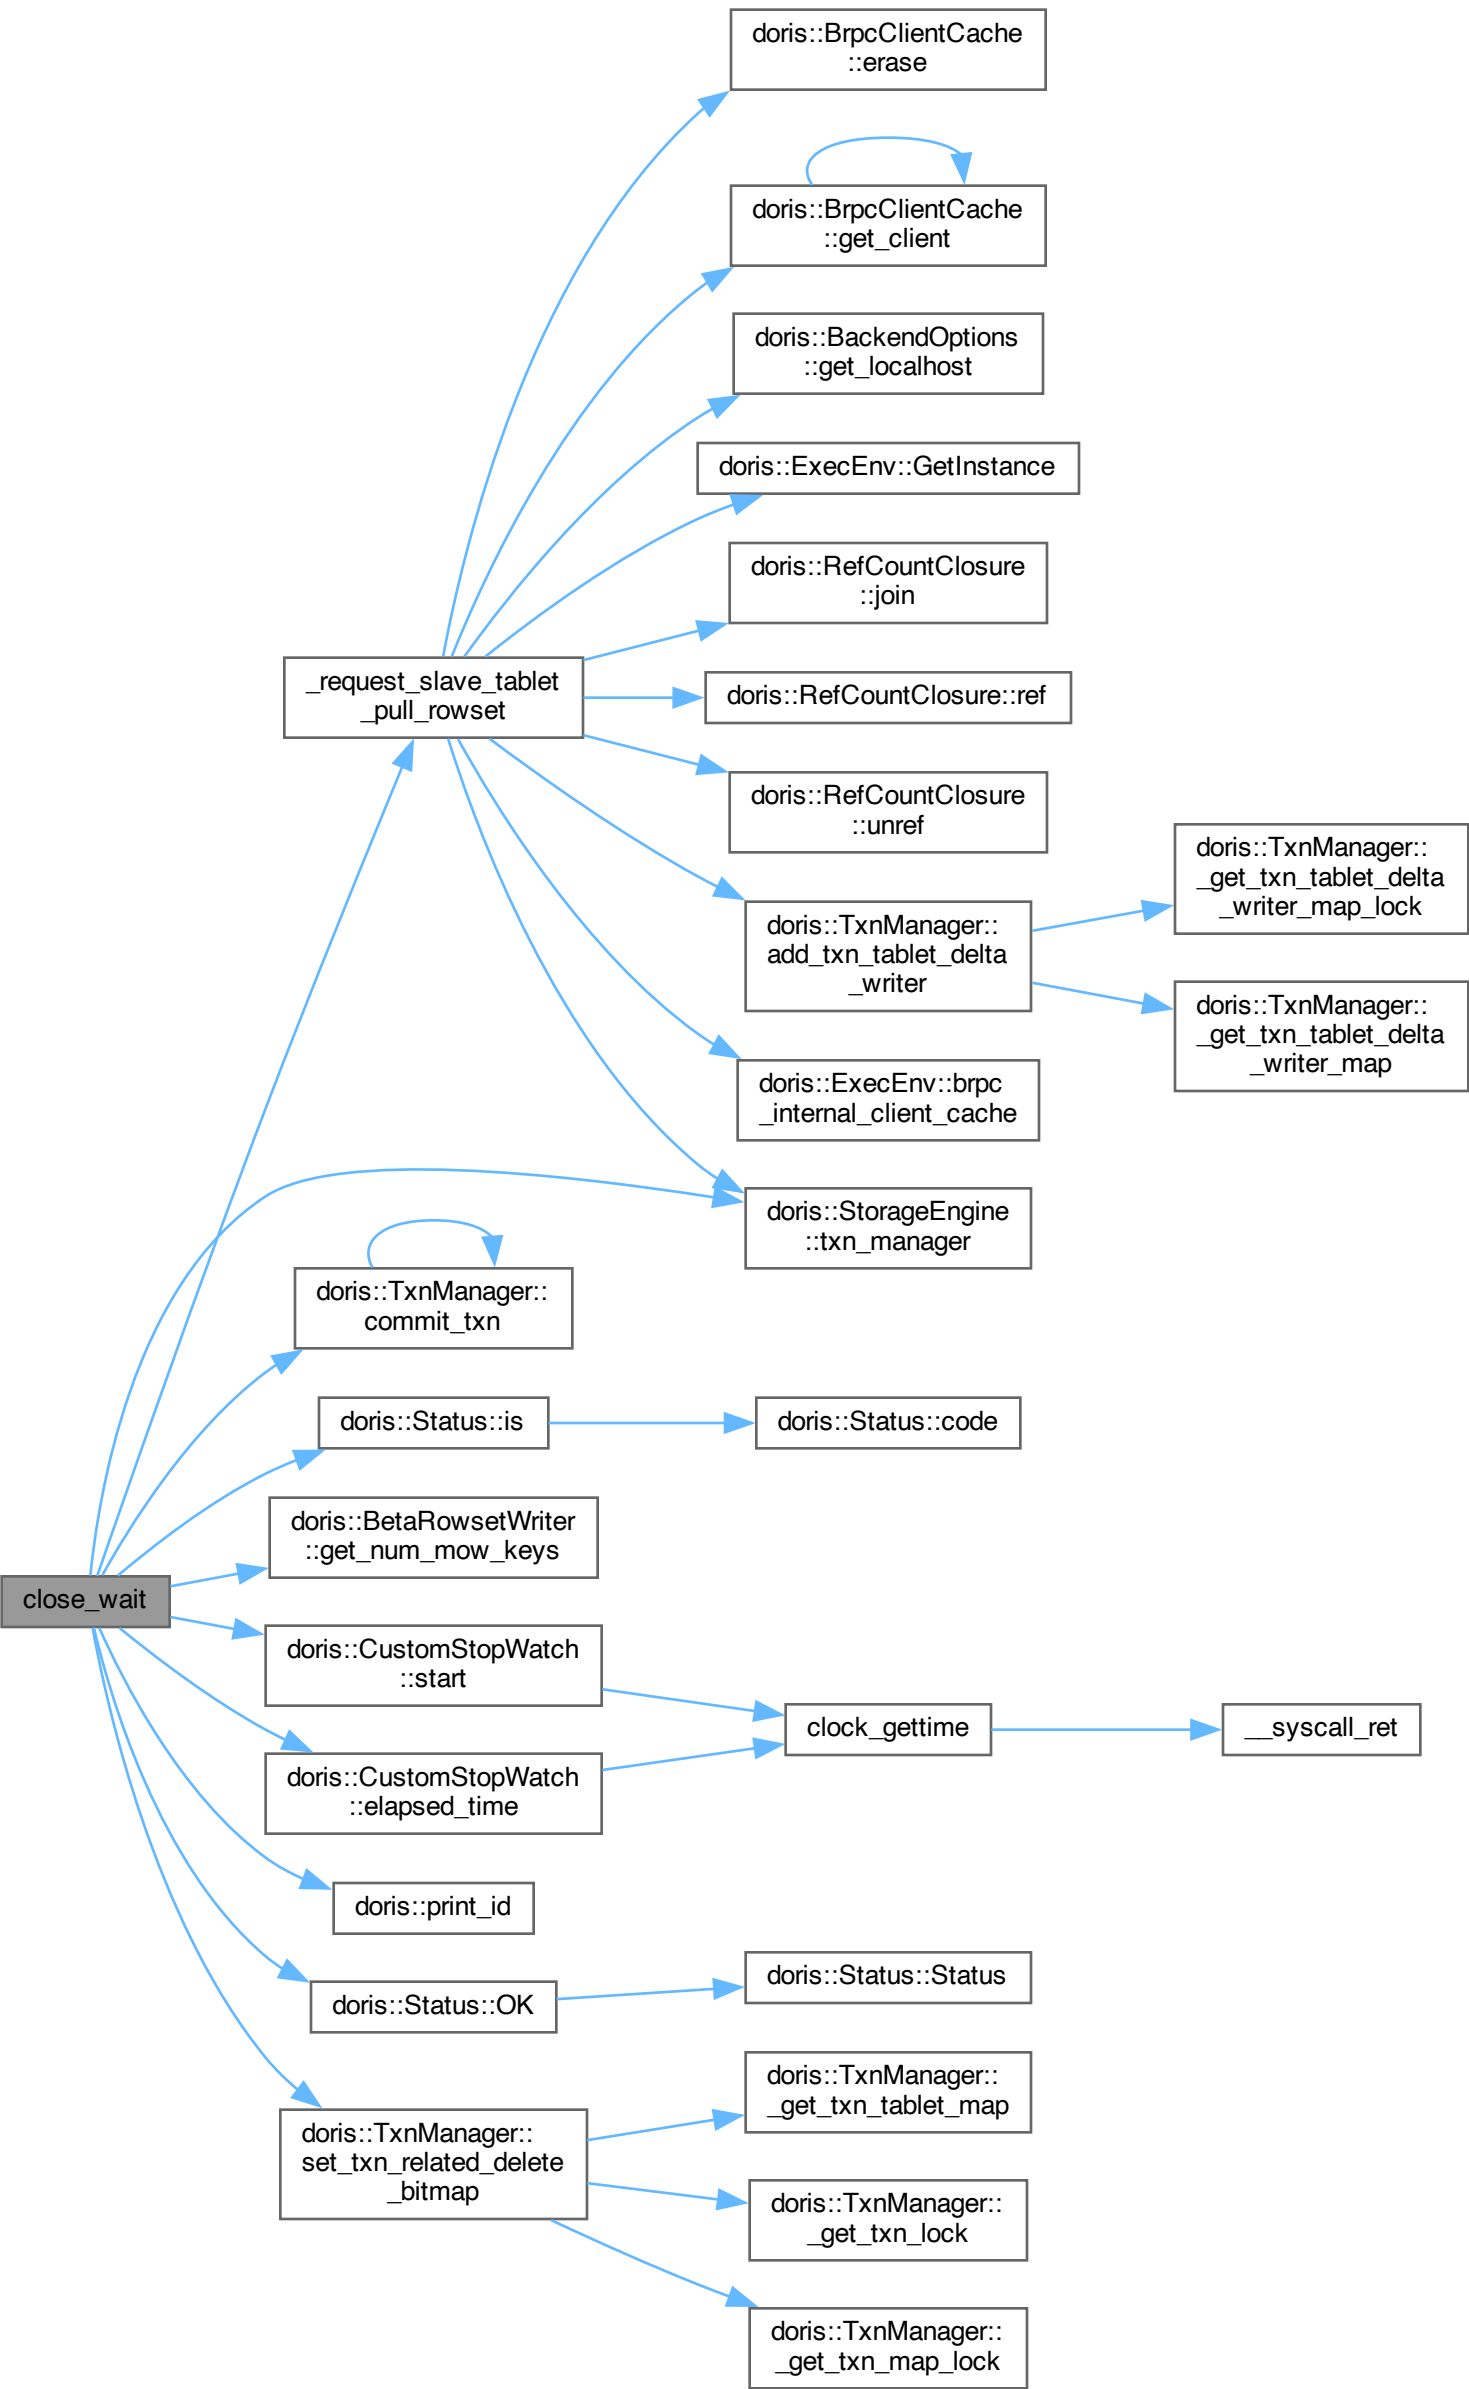 doris::BrpcClientCache
::erase
doris::BrpcClientCache
::get_client
doris::BackendOptions
::get_localhost
doris::ExecEnv::GetInstance
doris::RefCountClosure
::join
_request_slave_tablet
_pull_rowset
doris::RefCountClosure::ref
doris::RefCountClosure
::unref
doris::TxnManager::
add_txn_tablet_delta
_writer
doris::TxnManager::
_get_txn_tablet_delta
_writer_map_lock
doris::TxnManager::
_get_txn_tablet_delta
_writer_map
doris::ExecEnv::brpc
_internal_client_cache
doris::StorageEngine
::txn_manager
doris::TxnManager::
commit_txn
doris::Status::is
doris::Status::code
doris::BetaRowsetWriter
::get_num_mow_keys
close_wait
doris::CustomStopWatch
::start
clock_gettime
__syscall_ret
doris::CustomStopWatch
::elapsed_time
doris::print_id
doris::Status::OK
doris::Status::Status
doris::TxnManager::
set_txn_related_delete
_bitmap
doris::TxnManager::
_get_txn_tablet_map
doris::TxnManager::
_get_txn_lock
doris::TxnManager::
_get_txn_map_lock